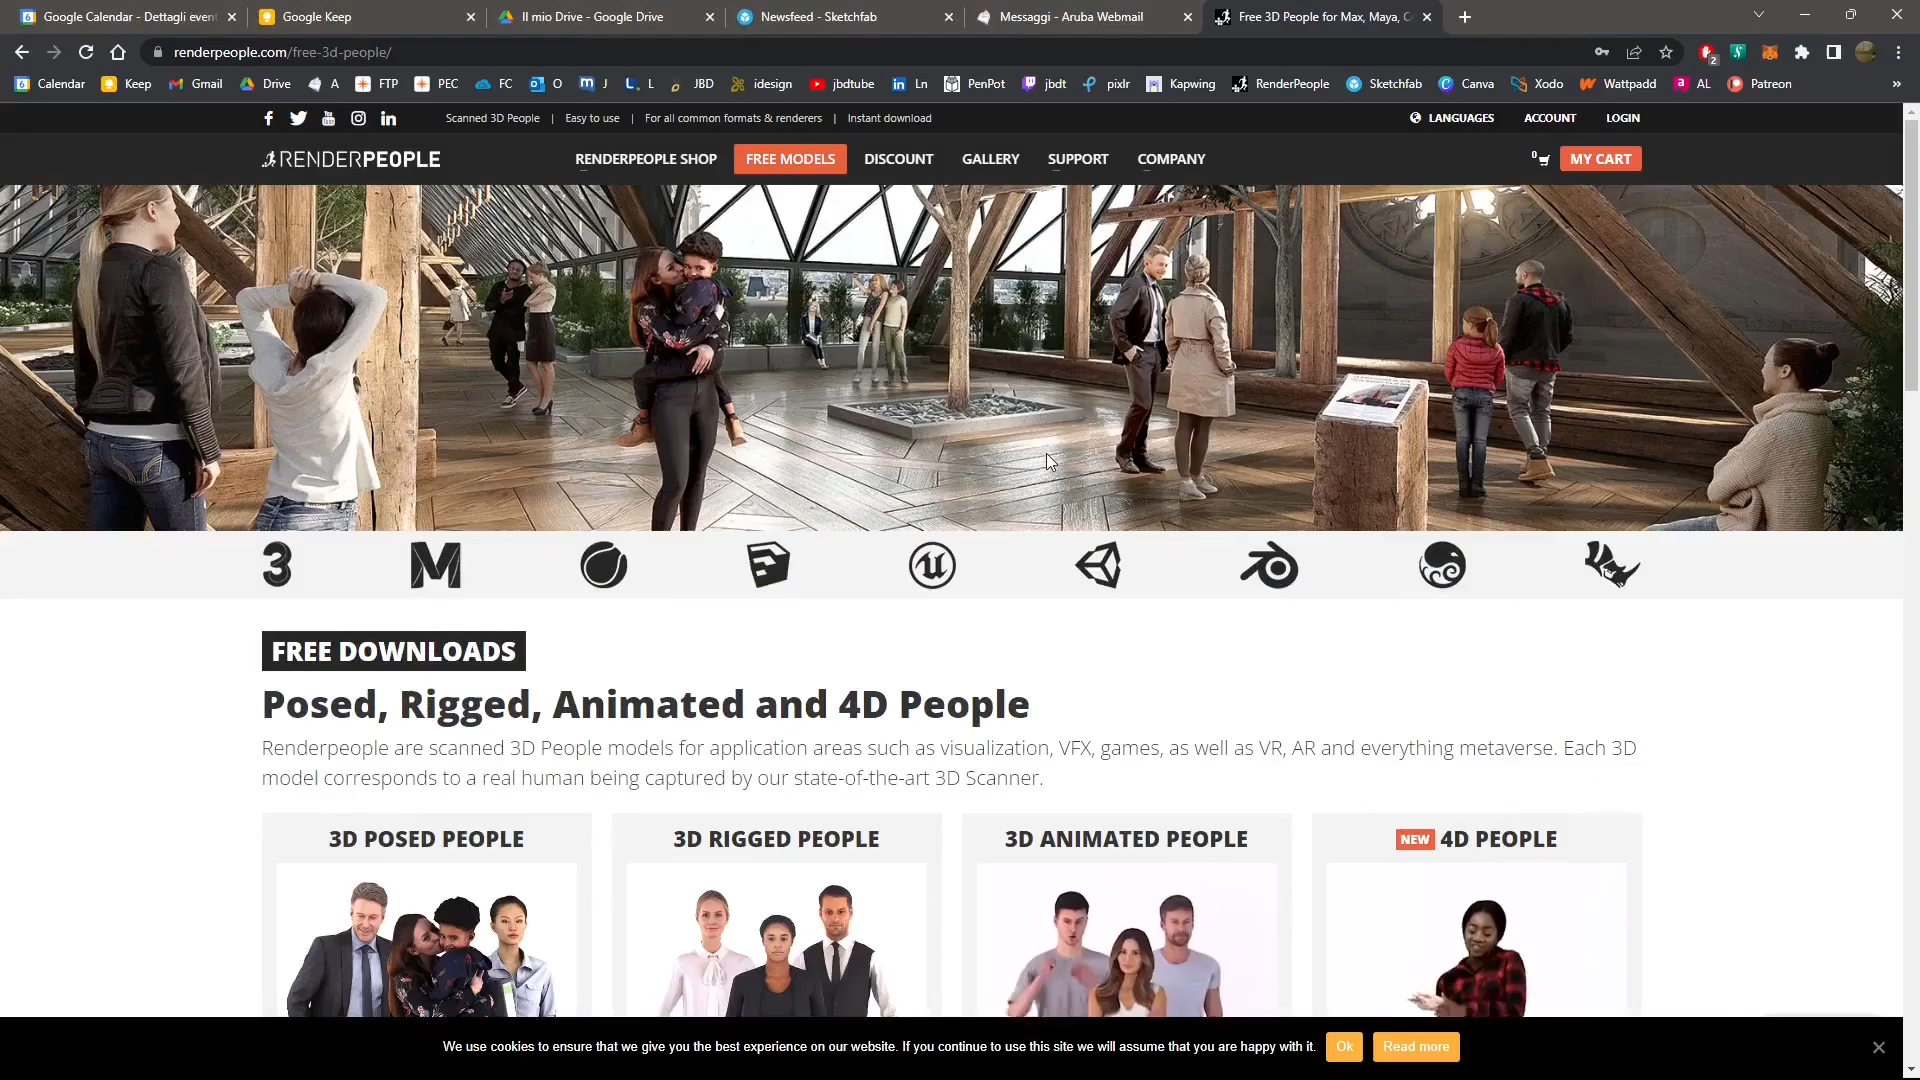 Google Calendar - Dettagli event
Google Keep
Il mio Drive - Google Drive
Newsfeed - Sketchfab
Messaggi - Aruba Webmail
Free 3D People for Max, Maya, C
renderpeople.com/free-3d-people/
2
Calendar Keep Gmail Drive A FTP PEC FC O J L JBD idesign jbdtube Ln PenPot jbdt pixlr Kapwing RenderPeople Sketchfab Canva Xodo Wattpadd AL Patreon »
Scanned 3D People | Easy to use | For all common formats & renderers | Instant download
LANGUAGES ACCOUNT LOGIN
RENDERPEOPLE
RENDERPEOPLE SHOP FREE MODELS DISCOUNT GALLERY SUPPORT COMPANY
0 MY CART
FREE DOWNLOADS
Posed, Rigged, Animated and 4D People
Renderpeople are scanned 3D People models for application areas such as visualization, VFX, games, as well as VR, AR and everything metaverse. Each 3D
model corresponds to a real human being captured by our state-of-the-art 3D Scanner.
3D POSED PEOPLE
3D RIGGED PEOPLE
3D ANIMATED PEOPLE
NEW 4D PEOPLE
We use cookies to ensure that we give you the best experience on our website. If you continue to use this site we will assume that you are happy with it. Ok Read more